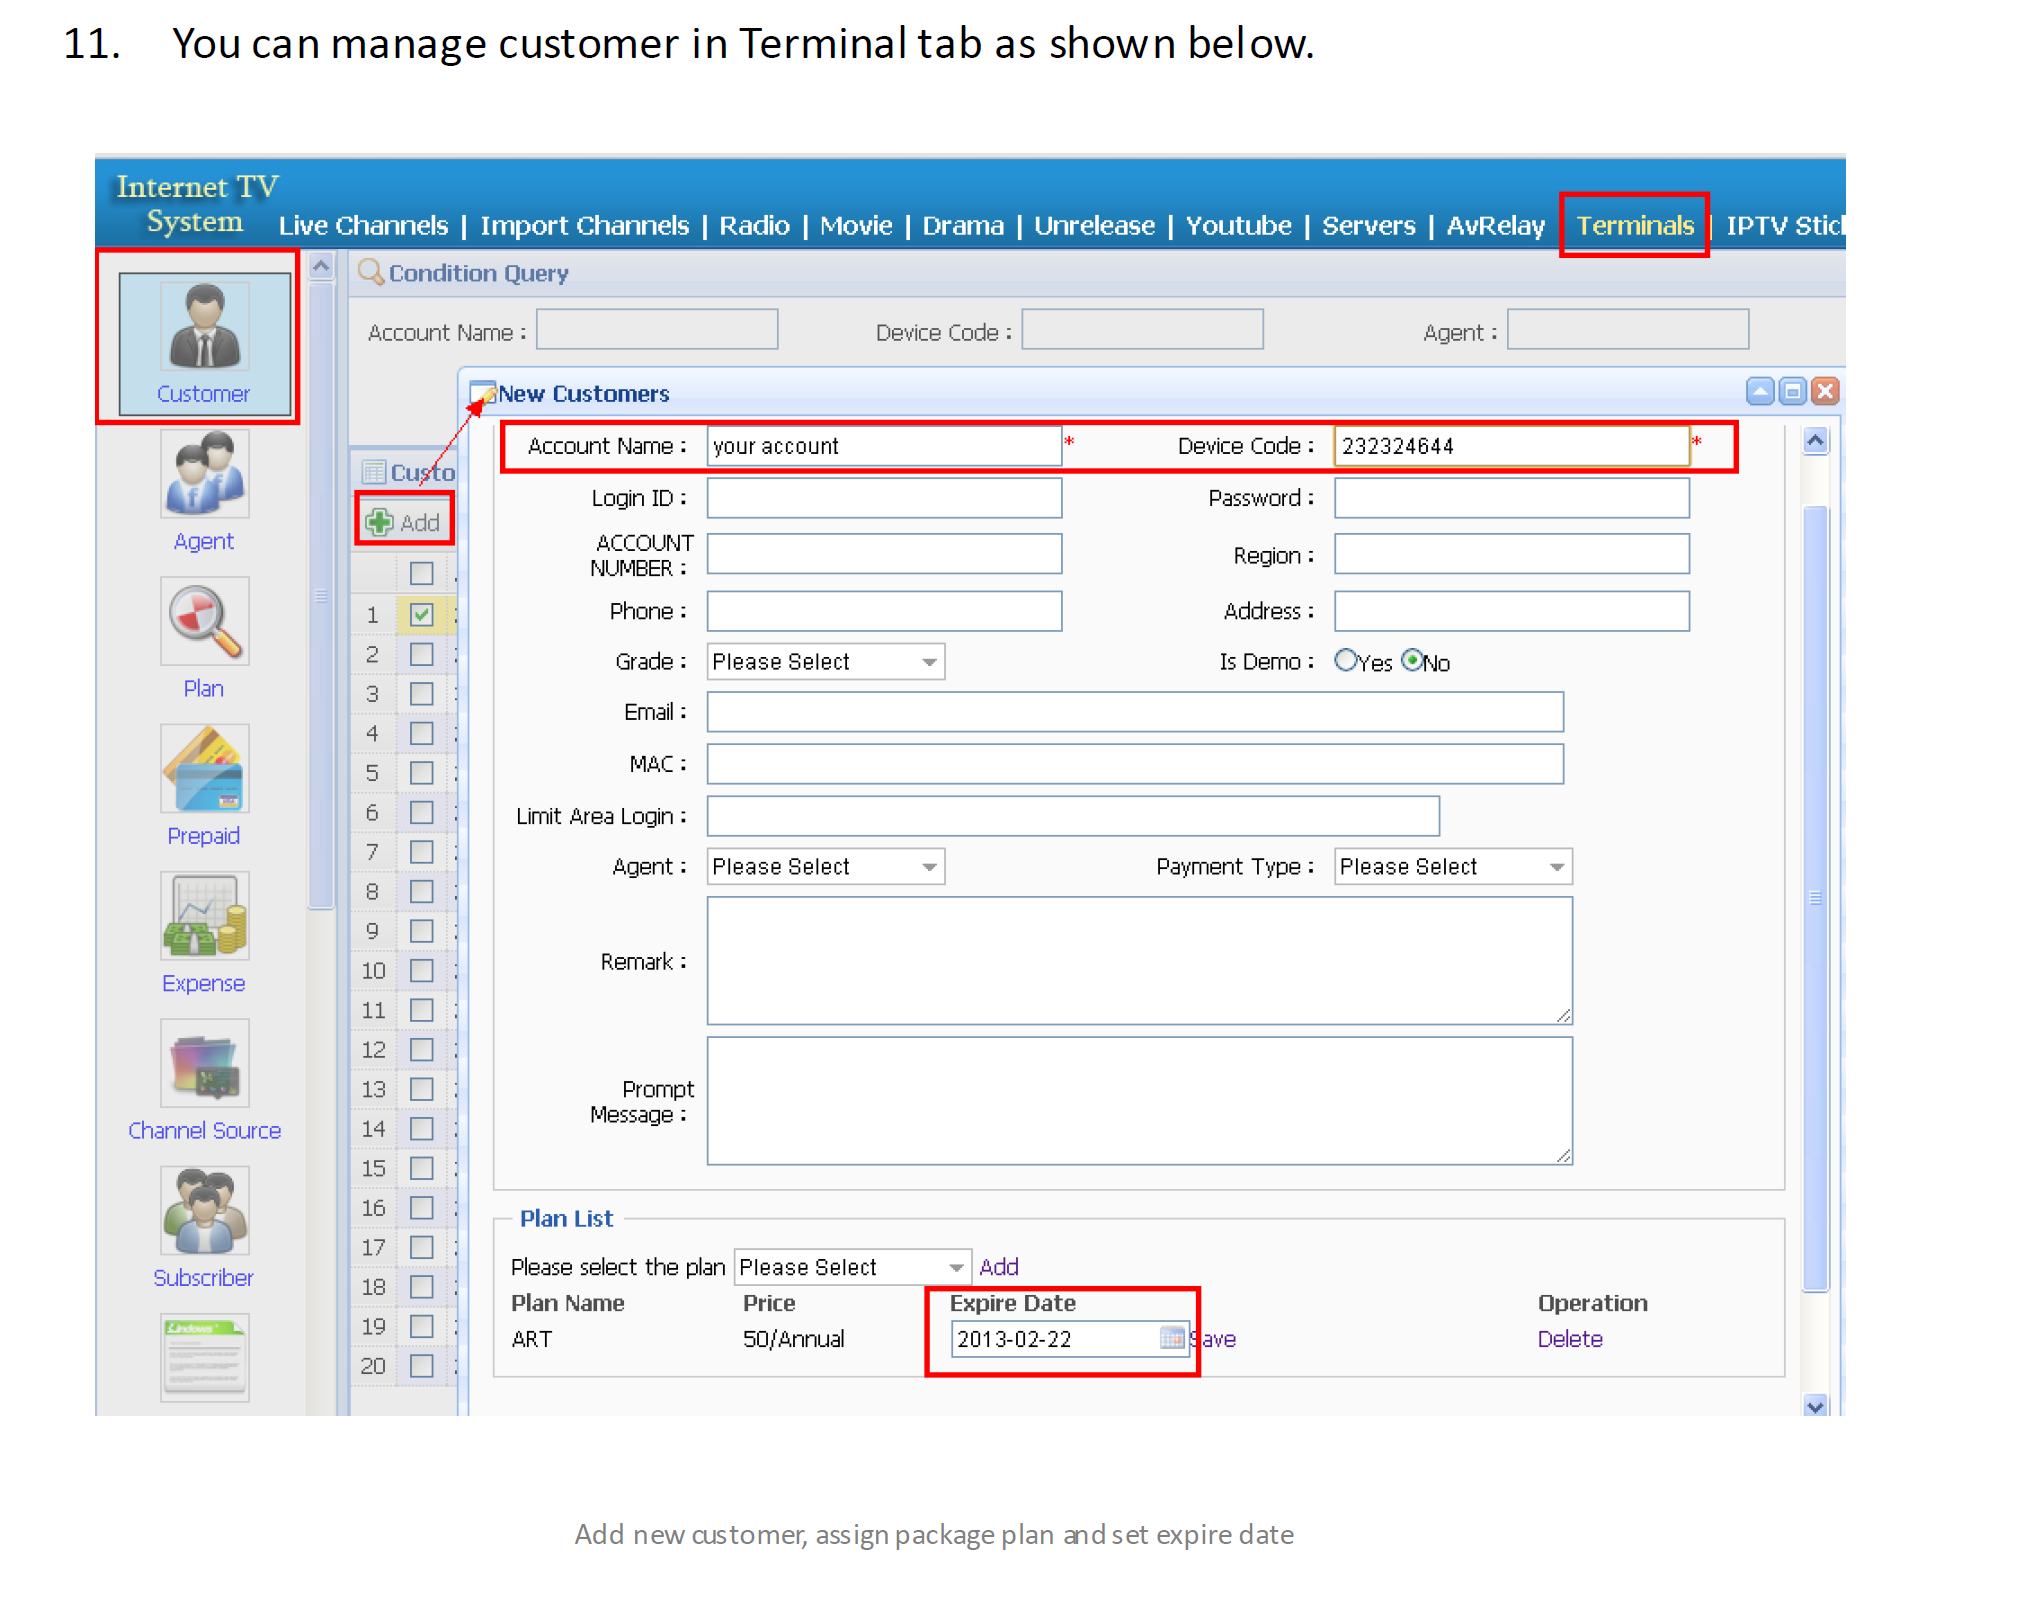 11. You can manage customer in Terminal tab as shown below.
Internet TV
System
Live Channels | Import Channels | Radio | Movie | Drama | Unrelease | Youtube | Servers | AvRelay | Terminals | IPTV Stick
Condition Query
Account Name : Device Code : Agent :
Customer
Agent
Plan
Prepaid
Expense
Channel Source
Subscriber
Custo
Add
1
2
3
4
5
6
7
8
9
10
11
12
13
14
15
16
17
18
19
20
New Customers
Account Name : your account * Device Code : 232324644 *
Login ID : Password :
ACCOUNT
NUMBER : Region :
Phone : Address :
Grade : Please Select Is Demo : Yes No
Email :
MAC :
Limit Area Login :
Agent : Please Select Payment Type : Please Select
Remark :
Prompt
Message :
Plan List
Please select the plan Please Select Add
Plan Name Price Expire Date Operation
ART 50/Annual 2013-02-22 Save Delete
Add new customer, assign package plan and set expire date